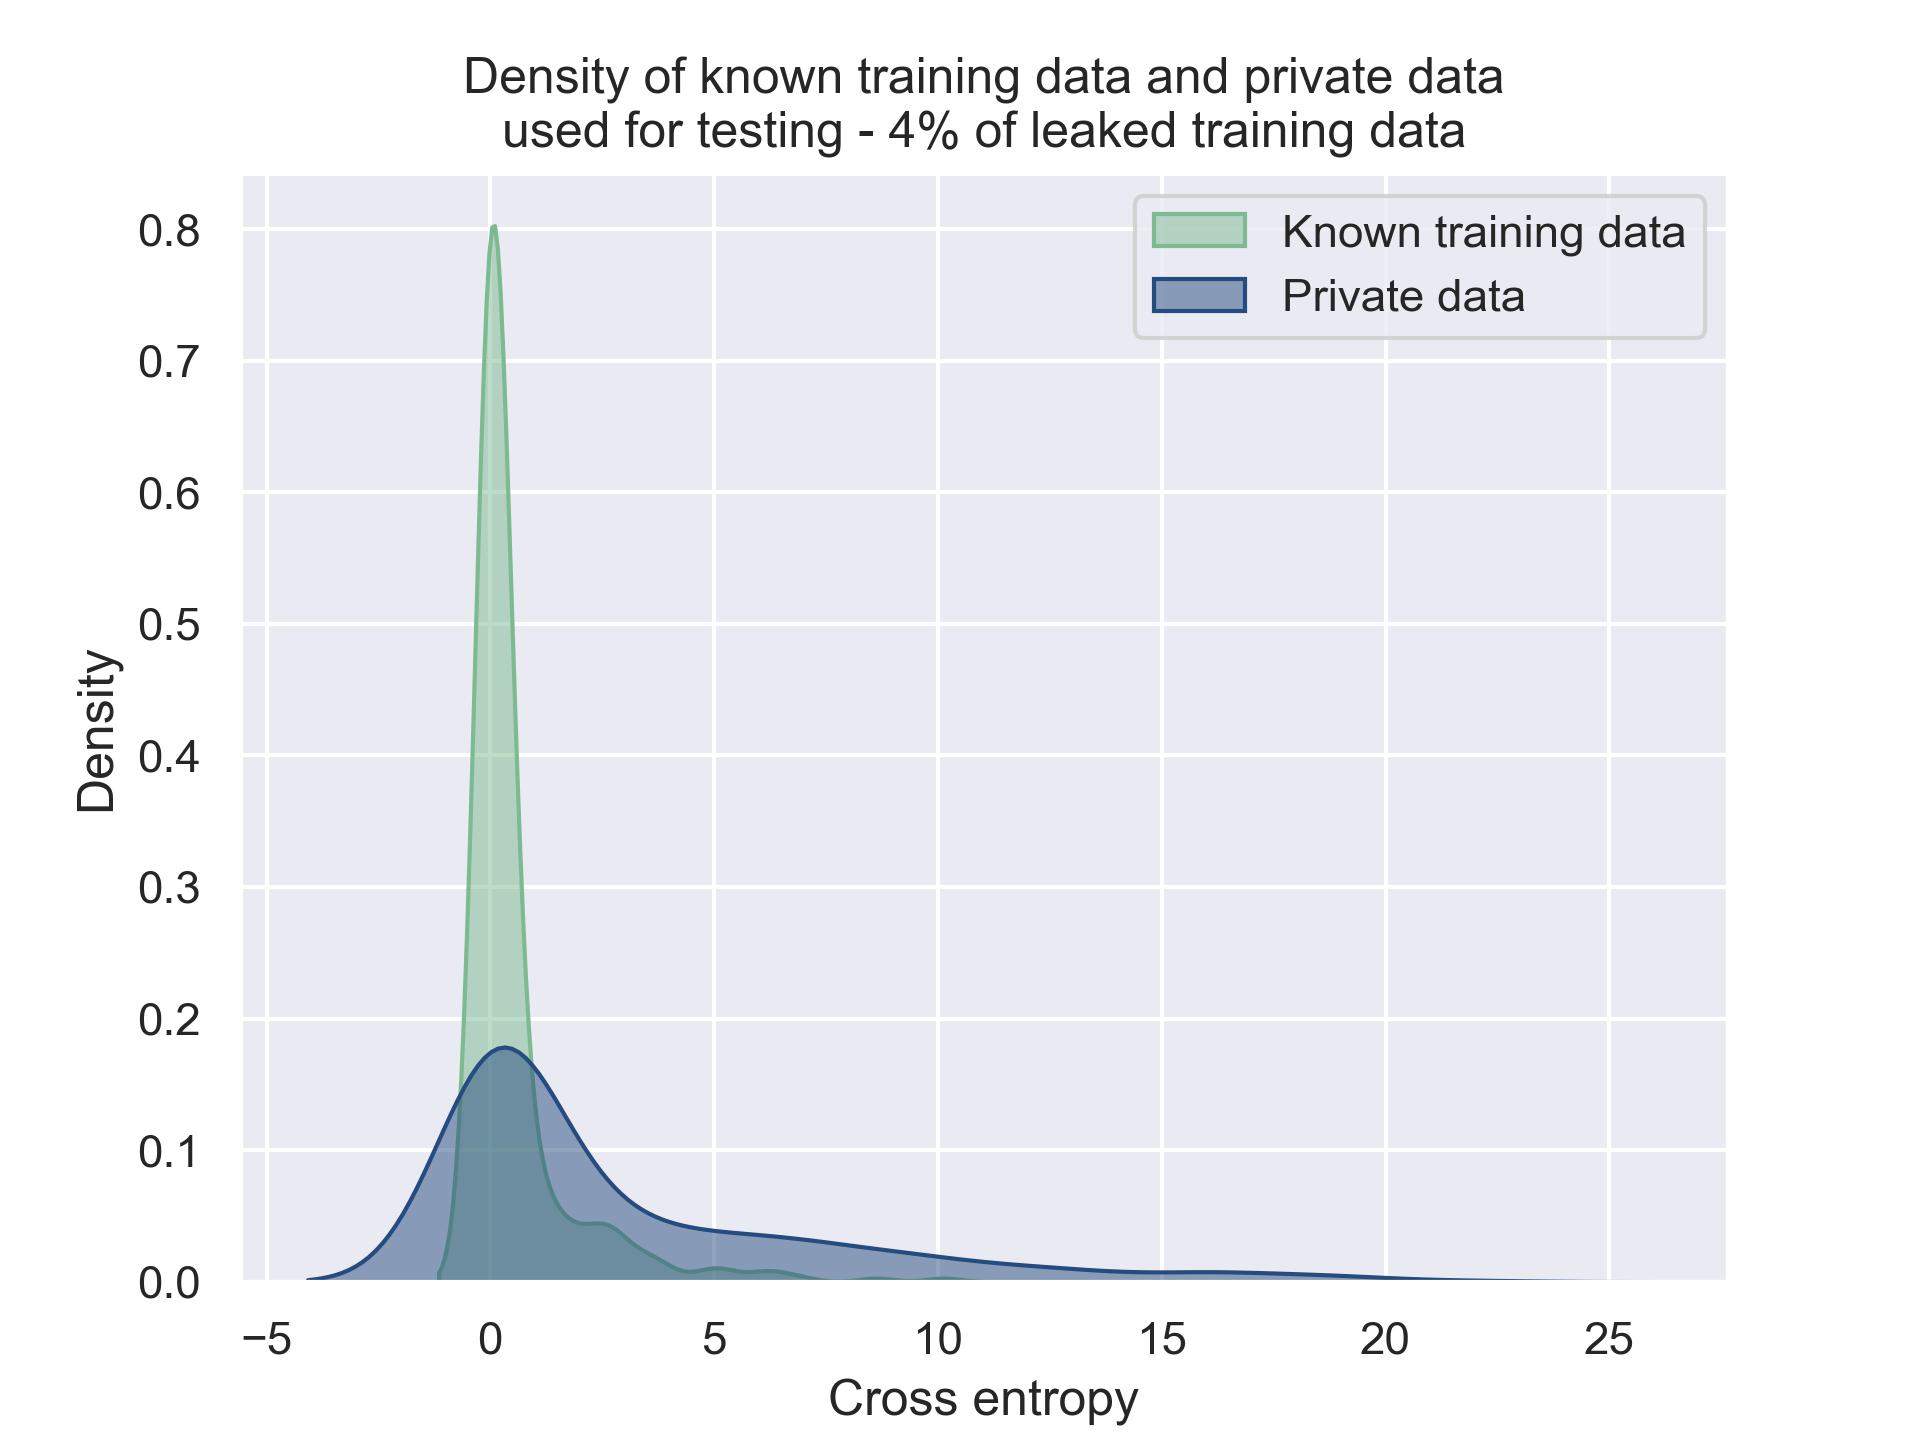 Density of known training data and private data
used for testing - 4% of leaked training data
Known training data
Private data
0.8
0.7
0.6
0.5
0.4
0.3
0.2
0.1
0.0
Density
−5 0 5 10 15 20 25
Cross entropy